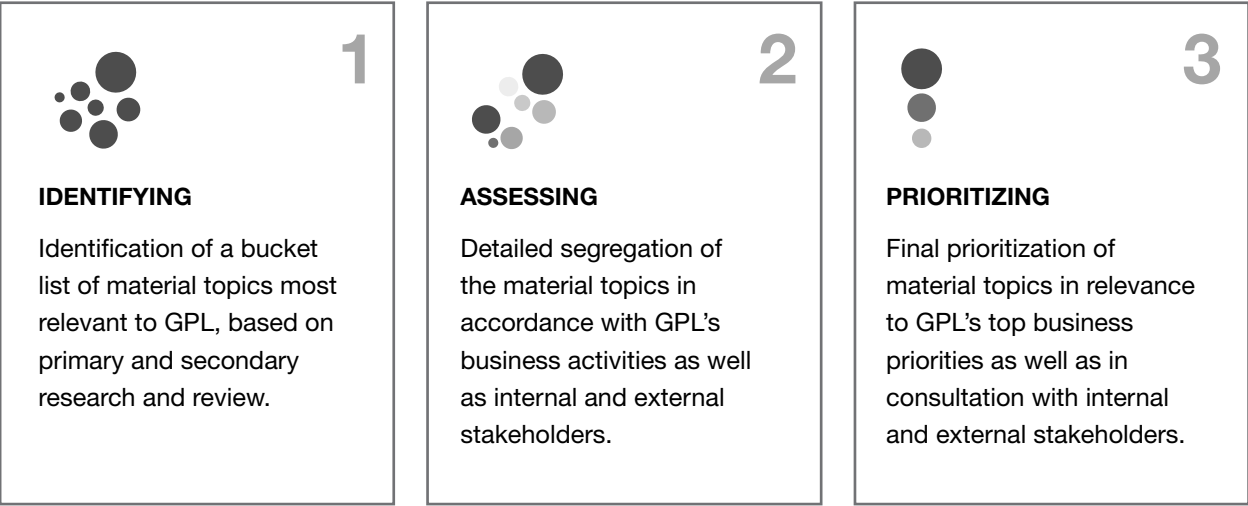 1
IDENTIFYING
Identification of a bucket
list of material topics most
relevant to GPL, based on
primary and secondary
research and review.
2
ASSESSING
Detailed segregation of
the material topics in
accordance with GPL’s
business activities as well
as internal and external
stakeholders.
3
PRIORITIZING
Final prioritization of
material topics in relevance
to GPL’s top business
priorities as well as in
consultation with internal
and external stakeholders.